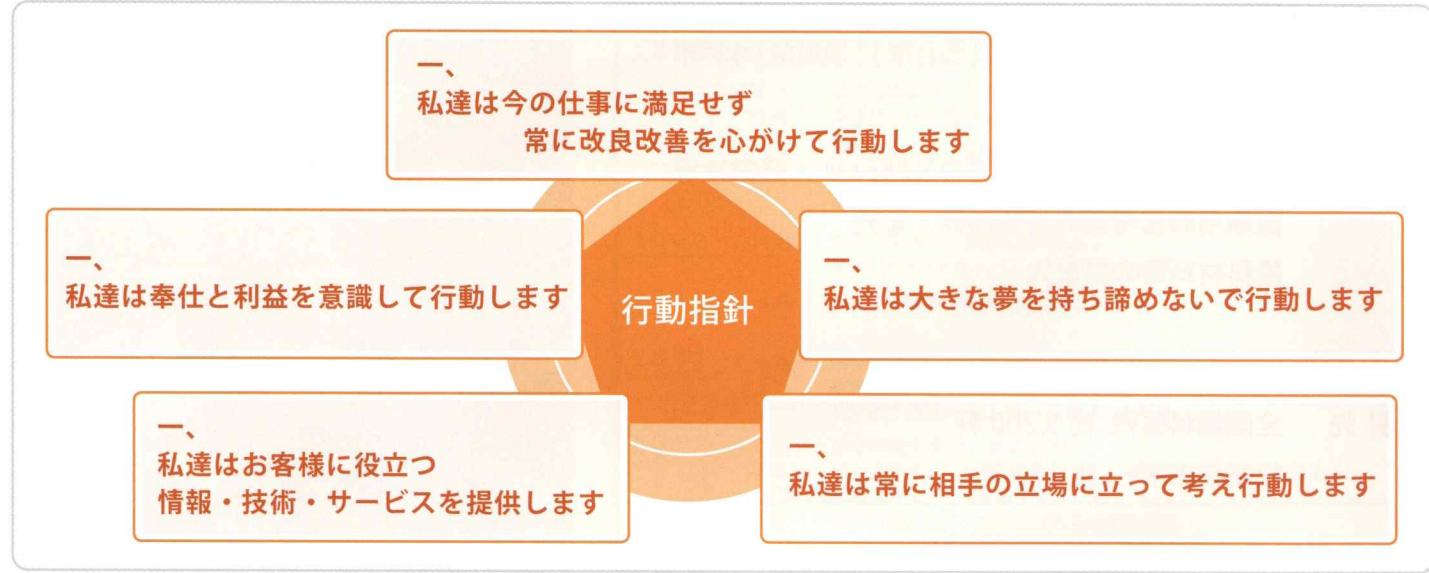 一、
私達は今の仕事に満足せず
常に改良改善を心がけて行動します
一、
私達は奉仕と利益を意識して行動します
行動指針
一、
私達は大きな夢を持ち諦めないで行動します
一、
私達はお客様に役立つ
情報・技術・サービスを提供します
一、
私達は常に相手の立場に立って考え行動します